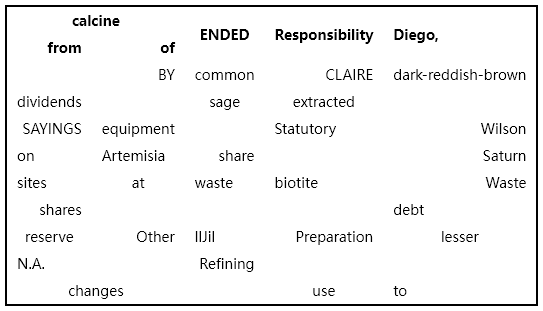 calcine
from of ENDED Responsibility Diego,
BY common CLAIRE dark-reddish-brown
dividends sage extracted
SAYINGS equipment Statutory Wilson
on Artemisia share Saturn
sites at waste biotite Waste
shares debt
reserve Other Preparation lesser
N.A. Refining
changes use to